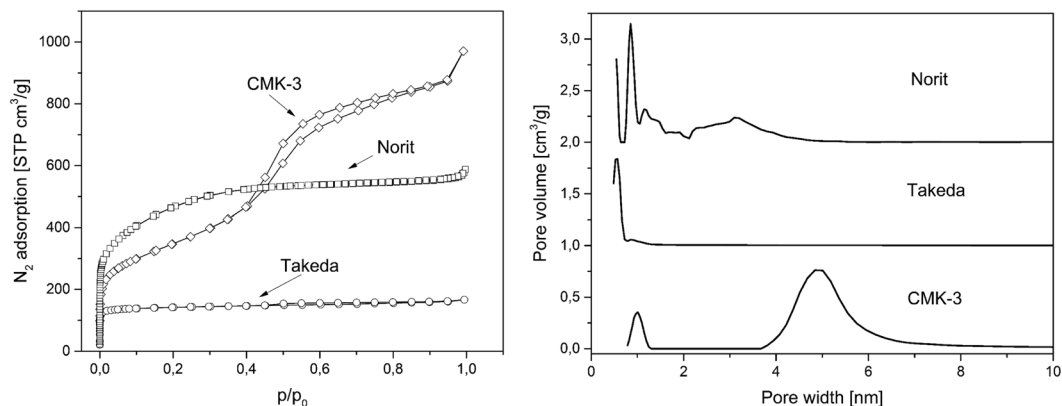 1000
800
600
400
200
0
N₂ adsorption [STP cm³/g]
CMK-3
Norit
Takeda
0,0 0,2 0,4 0,6 0,8 1,0
p/p₀
3,0
2,5
2,0
1,5
1,0
0,5
0,0
Pore volume [cm³/g]
Norit
Takeda
CMK-3
0 2 4 6 8 10
Pore width [nm]